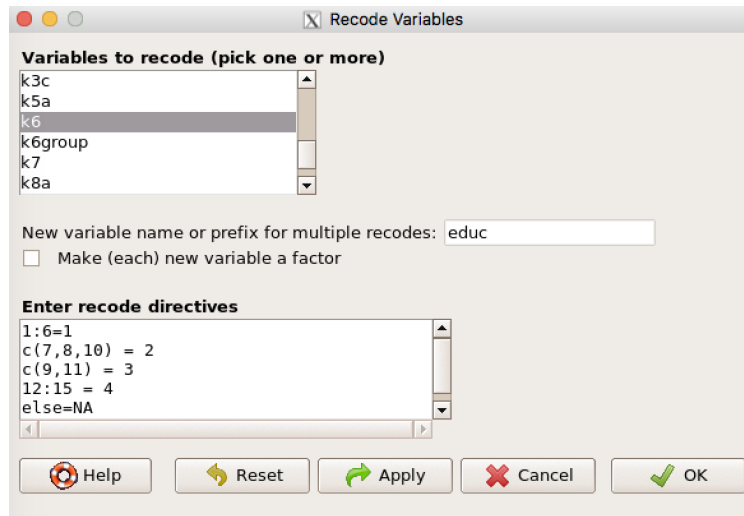 Recode Variables
Variables to recode (pick one or more)
k3c
k5a
k6
k6group
k7
k8a
New variable name or prefix for multiple recodes: educ
Make (each) new variable a factor
Enter recode directives
1:6=1
c(7,8,10) = 2
c(9,11) = 3
12:15 = 4
else=NA
Help Reset Apply Cancel OK